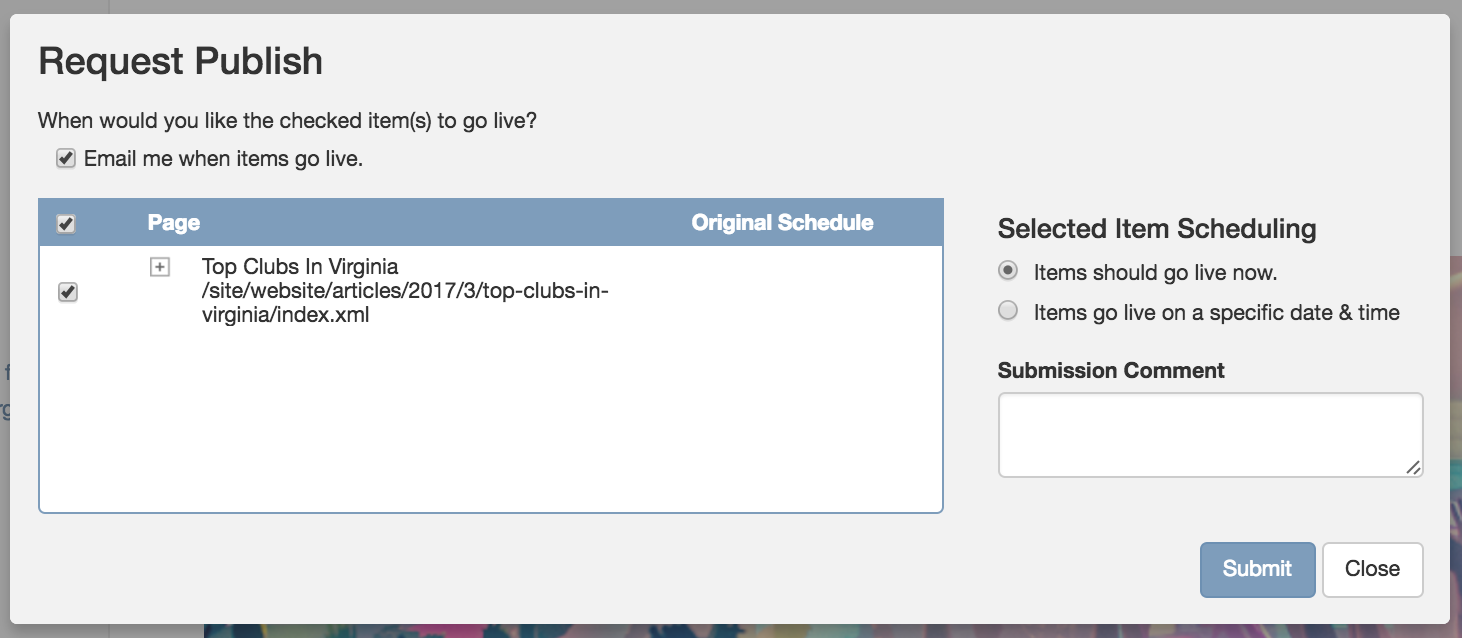 Request Publish
When would you like the checked item(s) to go live?
Email me when items go live.
Page
Original Schedule
Top Clubs In Virginia
/site/website/articles/2017/3/top-clubs-in-
virginia/index.xml
Selected Item Scheduling
Items should go live now.
Items go live on a specific date & time
Submission Comment
Submit
Close